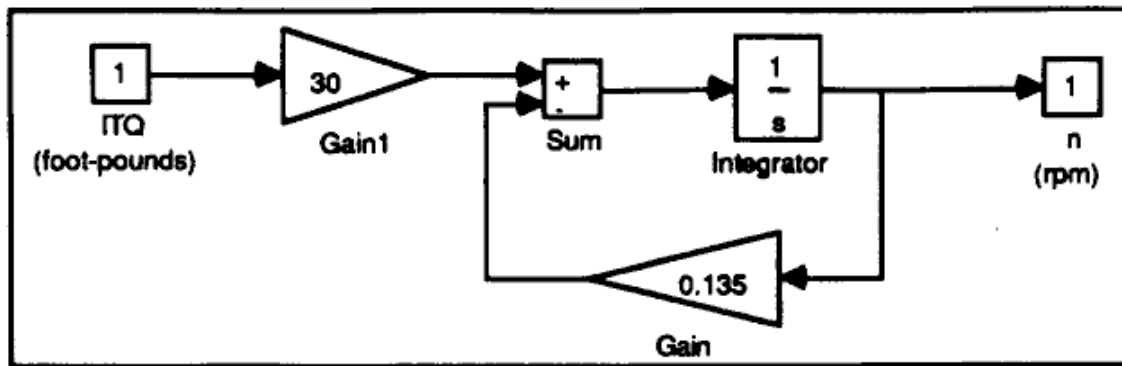 1
ITQ
(foot-pounds)
30
Gain1
+
-
Sum
1
s
Integrator
1
n
(rpm)
0.135
Gain